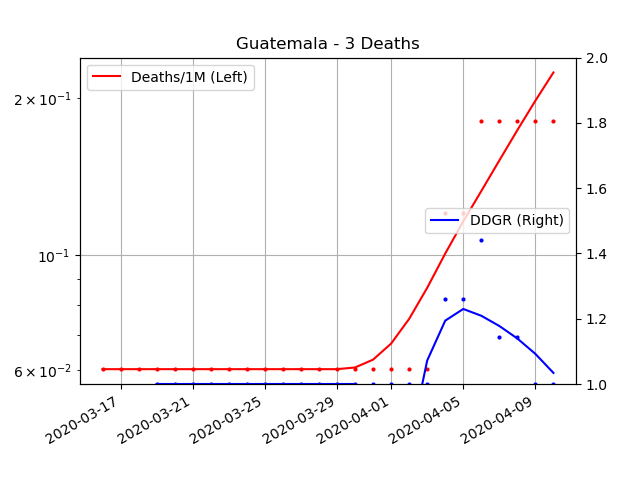 Guatemala - 3 Deaths
Deaths/1M (Left)
DDGR (Right)
2 × 10⁻¹
10⁻¹
6 × 10⁻²
2.0
1.8
1.6
1.4
1.2
1.0
2020-03-17
2020-03-21
2020-03-25
2020-03-29
2020-04-01
2020-04-05
2020-04-09